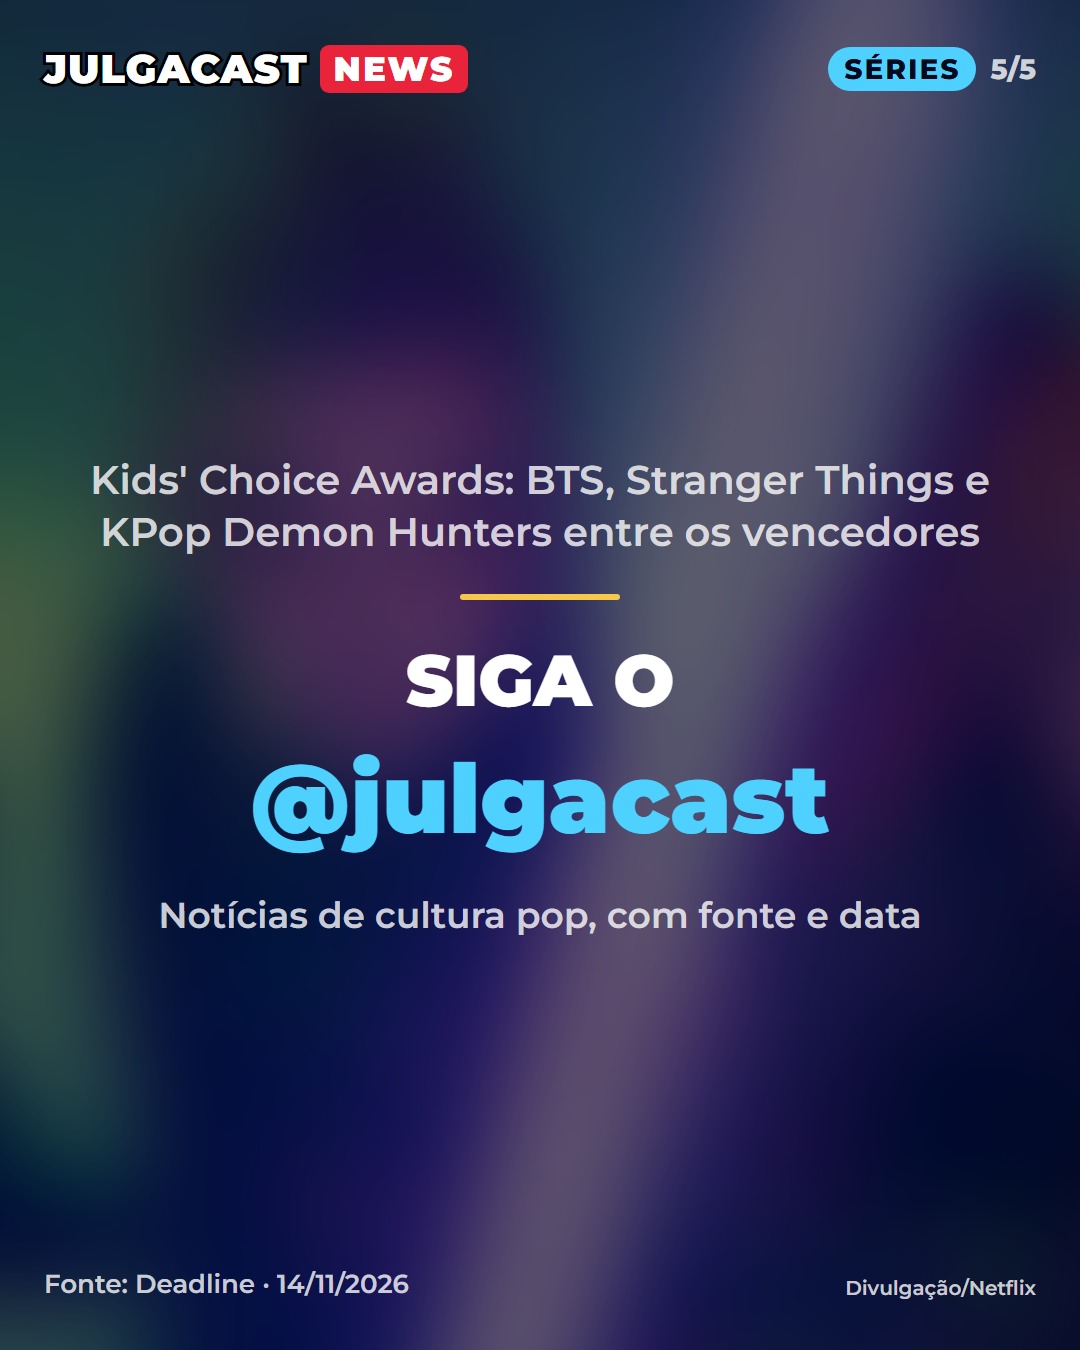 JULGACAST NEWS
SÉRIES 5/5
Kids' Choice Awards: BTS, Stranger Things e
KPop Demon Hunters entre os vencedores
SIGA O
@julgacast
Notícias de cultura pop, com fonte e data
Fonte: Deadline · 14/11/2026
Divulgação/Netflix